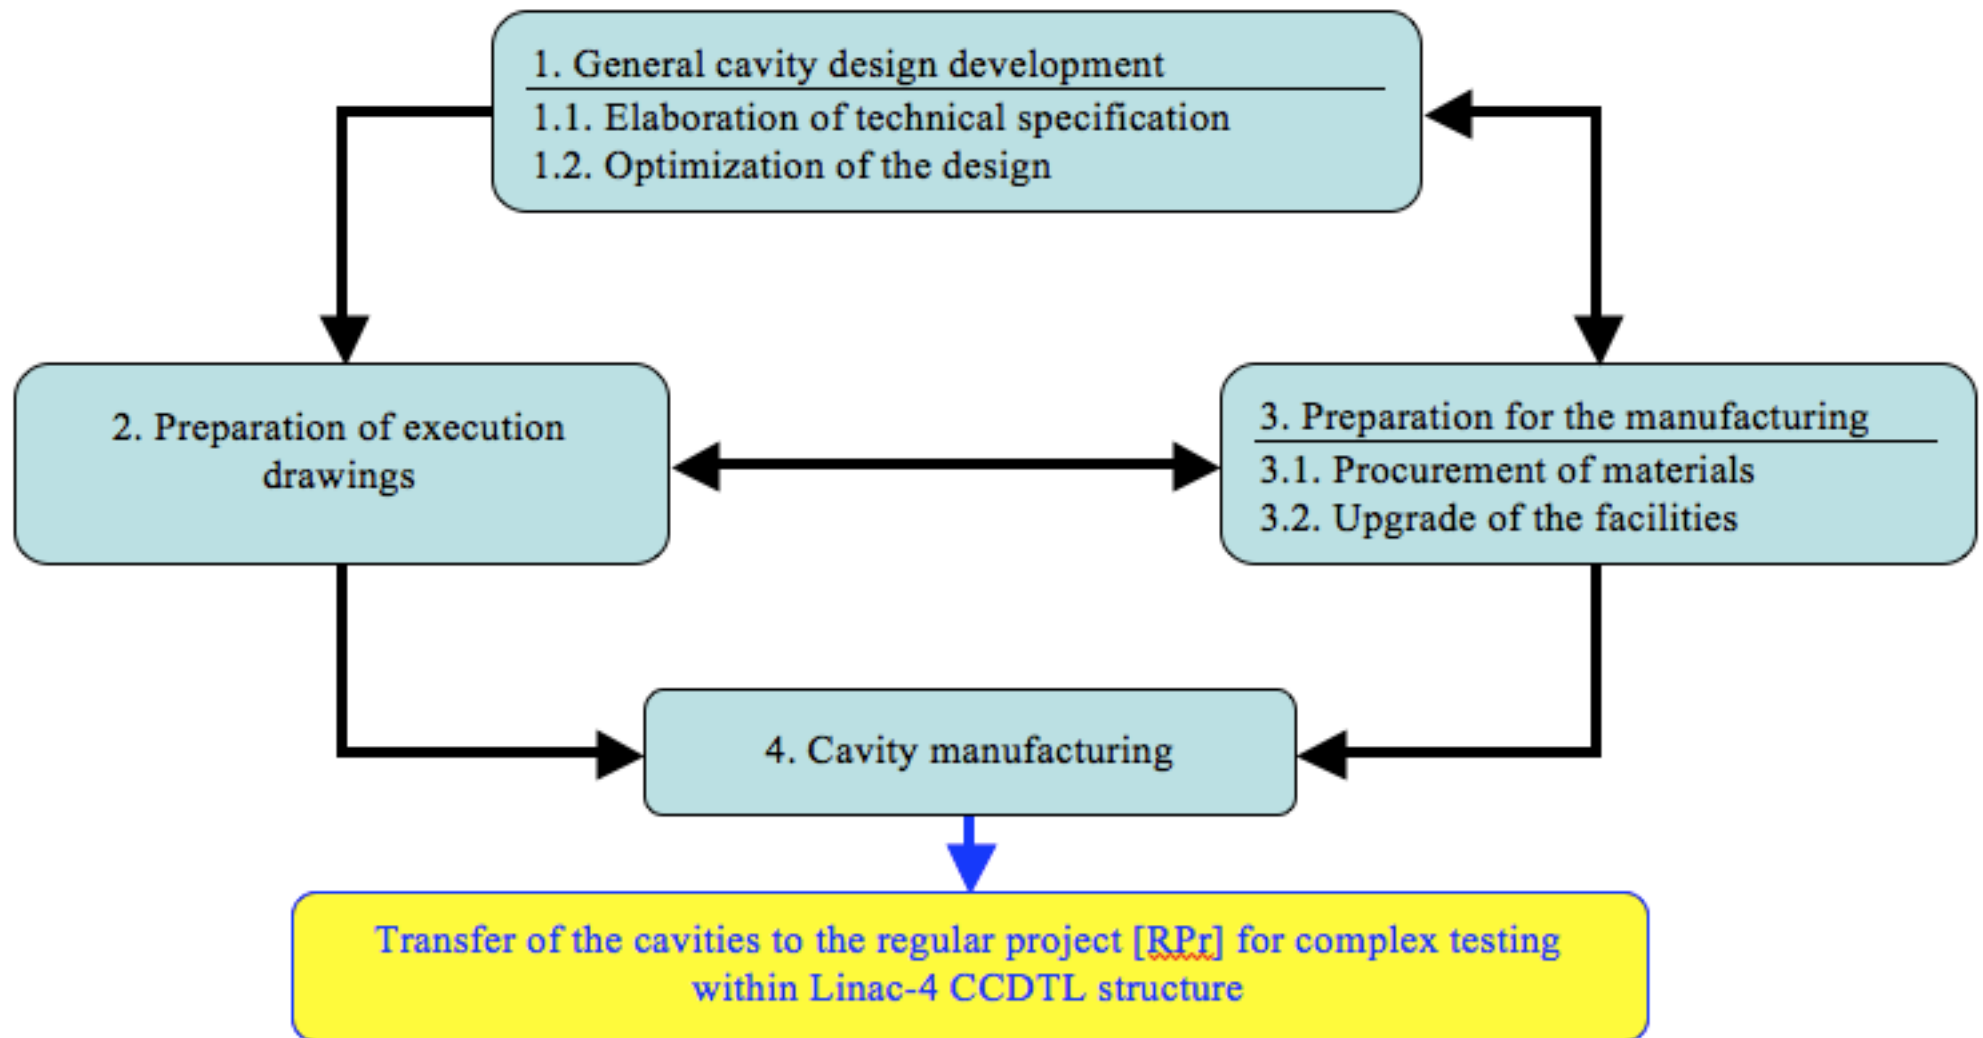 1. General cavity design development
1.1. Elaboration of technical specification
1.2. Optimization of the design
2. Preparation of execution
drawings
3. Preparation for the manufacturing
3.1. Procurement of materials
3.2. Upgrade of the facilities
4. Cavity manufacturing
Transfer of the cavities to the regular project [RPr] for complex testing
within Linac-4 CCDTL structure